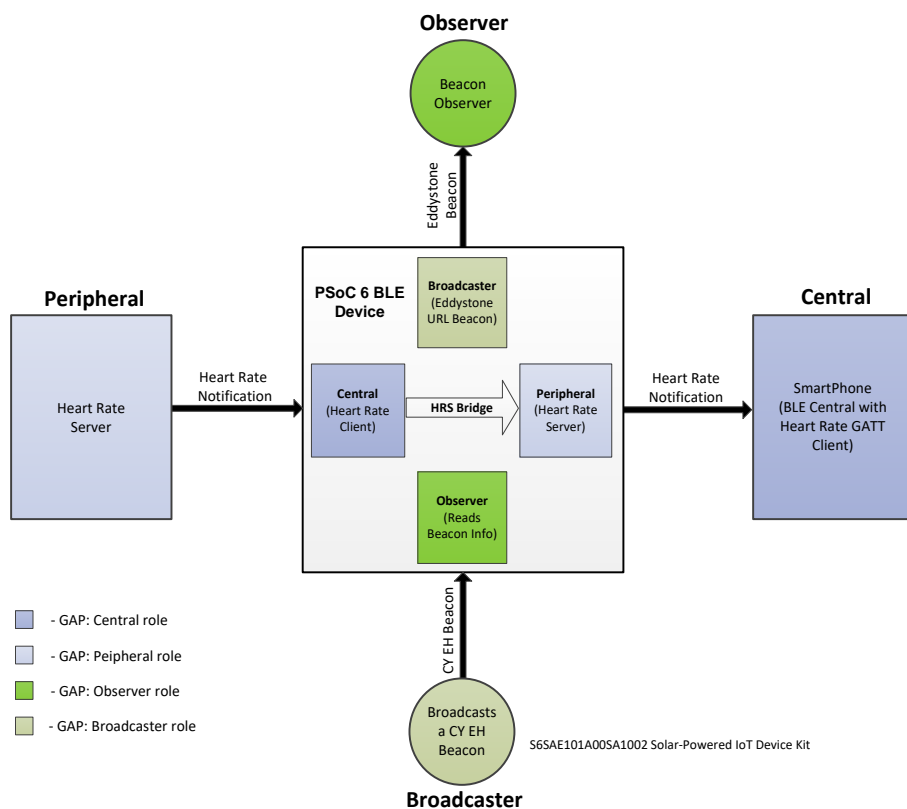 Observer
Beacon
Observer
Eddystone
Beacon
PSoC 6 BLE
Device
Broadcaster
(Eddystone
URL Beacon)
Peripheral
Heart Rate
Server
Heart Rate
Notification
Central
(Heart Rate
Client)
HRS Bridge
Peripheral
(Heart Rate
Server)
Heart Rate
Notification
Central
SmartPhone
(BLE Central with
Heart Rate GATT
Client)
Observer
(Reads
Beacon Info)
CY EH Beacon
- GAP: Central role
- GAP: Peipheral role
- GAP: Observer role
- GAP: Broadcaster role
Broadcasts
a CY EH
Beacon
S6SAE101A00SA1002 Solar-Powered IoT Device Kit
Broadcaster